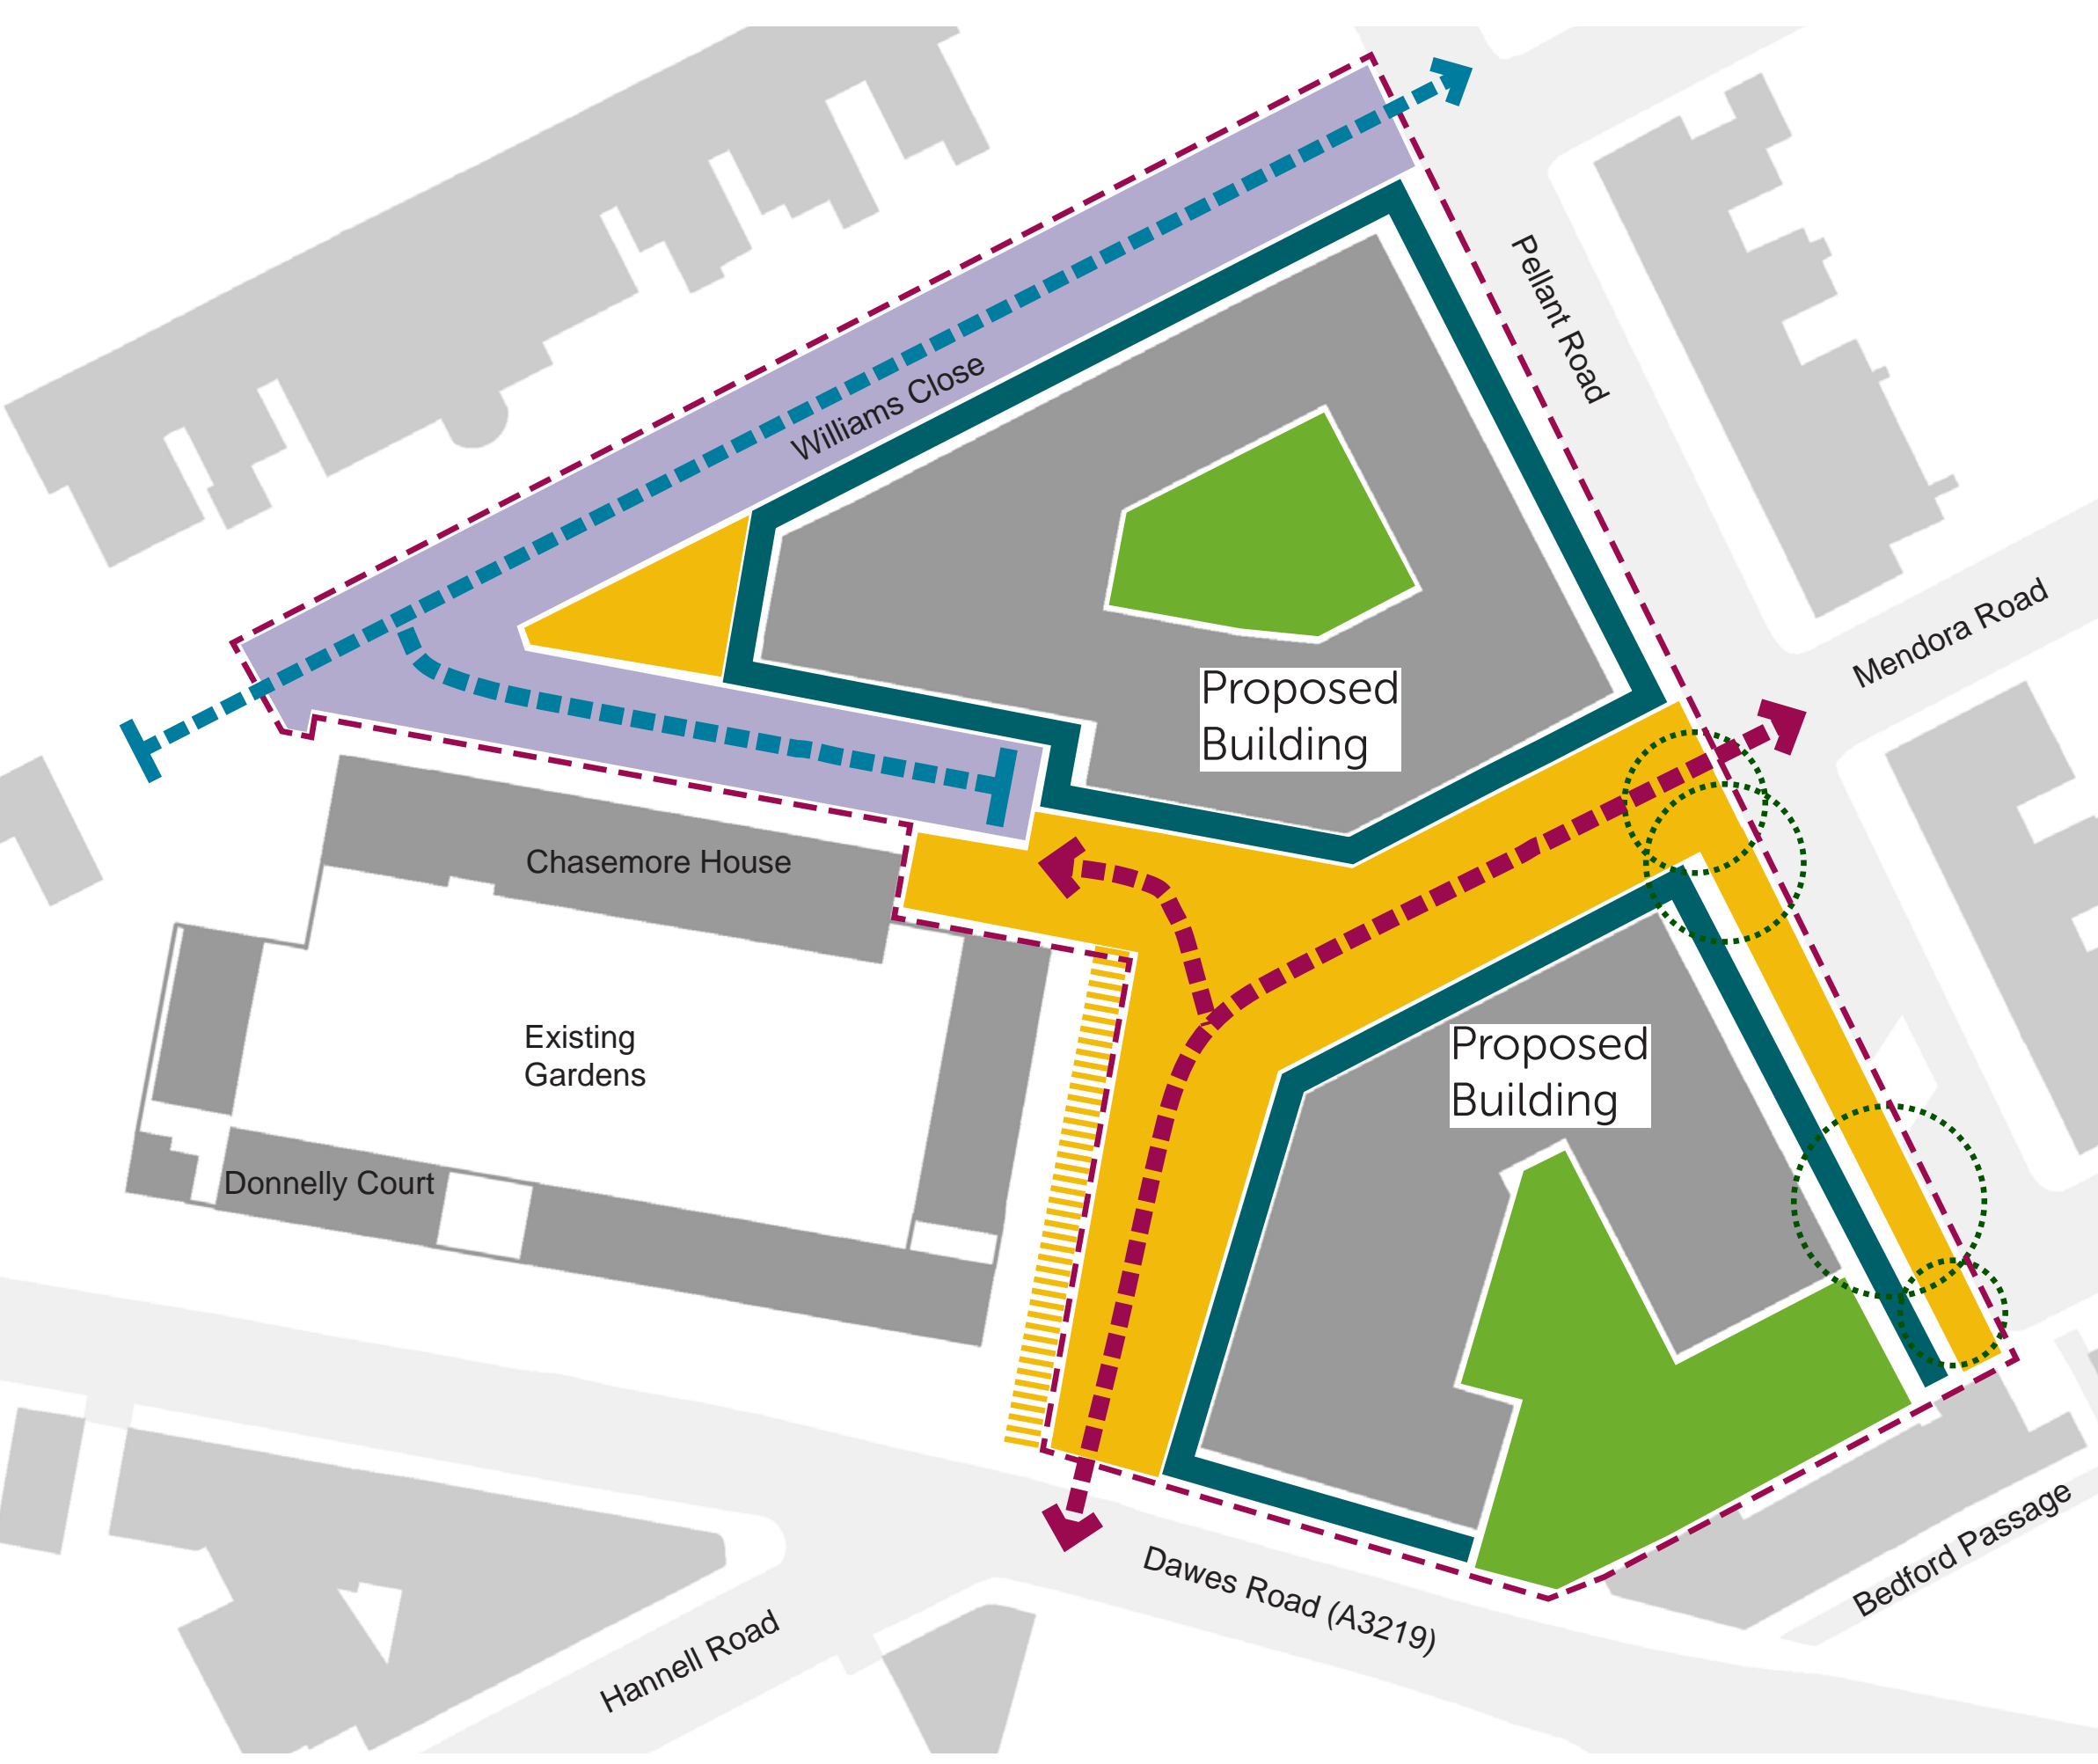 Pellant Road
Williams Close
Mendora Road
Proposed
Building
Chasemore House
Existing
Gardens
Proposed
Building
Donnelly Court
Bedford Passage
Dawes Road (A3219)
Hannell Road